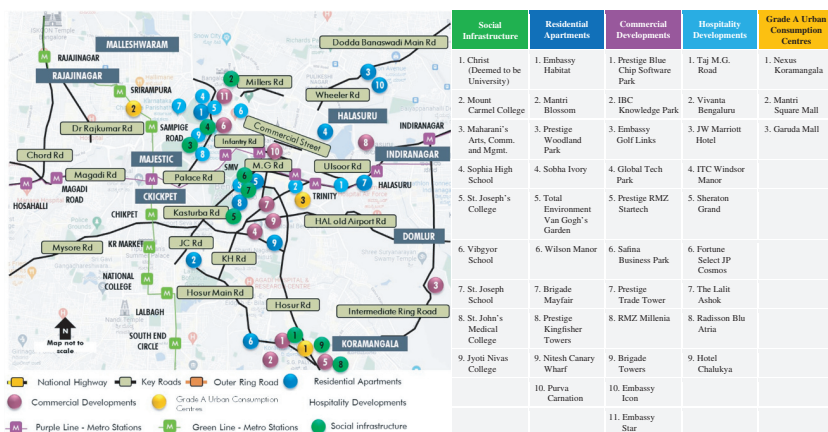 ISKCON Temple
Bengaluru
RAJAJINAGAR
MALLESHWARAM
RAJAJINAGAR
SRIRAMPURA
Dr Rajkumar Rd
SAMPIGE
ROAD
Chord Rd
MAJESTIC
Magadi Rd
MAGADI
ROAD
HOSAHALLI
Palace Rd
CKICKPET
CHIKPET
Kasturba Rd
KR MARKET
Mysore Rd
JC Rd
KH Rd
NATIONAL
COLLEGE
Hosur Main Rd
LALBAGH
SOUTH END
CIRCLE
N
Map not to
scale
Dodda Banaswadi Main Rd
Millers Rd
Wheeler Rd
HALASURU
INDIRANAGAR
Commercial Street
Infantry Rd
INDIRANAGAR
SMV
M.G Rd
Ulsoor Rd
HALASURU
TRINITY
HAL old Airport Rd
DOMLUR
Hosur Rd
Intermediate Ring Road
KORAMANGALA
National Highway
Key Roads
Outer Ring Road
Residential Apartments
Commercial Developments
Grade A Urban Consumption
Centres
Hospitality Developments
M Purple Line - Metro Stations
M Green Line - Metro Stations
Social infrastructure
Social
Infrastructure
1. Christ
(Deemed to be
University)
2. Mount
Carmel College
3. Maharani's
Arts, Comm.
and Mgmt.
4. Sophia High
School
5. St. Joseph's
College
6. Vibgyor
School
7. St. Joseph
School
8. St. John's
Medical
College
9. Jyoti Nivas
College
Residential
Apartments
1. Embassy
Habitat
2. Mantri
Blossom
3. Prestige
Woodland
Park
4. Sobha Ivory
5. Total
Environment
Van Gogh's
Garden
6. Wilson Manor
7. Brigade
Mayfair
8. Prestige
Kingfisher
Towers
9. Nitesh Canary
Wharf
10. Purva
Carnation
Commercial
Developments
1. Prestige Blue
Chip Software
Park
2. IBC
Knowledge Park
3. Embassy
Golf Links
4. Global Tech
Park
5. Prestige RMZ
Startech
6. Safina
Business Park
7. Prestige
Trade Tower
8. RMZ Millenia
9. Brigade
Towers
10. Embassy
Icon
11. Embassy
Star
Hospitality
Developments
1. Taj M.G.
Road
2. Vivanta
Bengaluru
3. JW Marriott
Hotel
4. ITC Windsor
Manor
5. Sheraton
Grand
6. Fortune
Select JP
Cosmos
7. The Lalit
Ashok
8. Radisson Blu
Atria
9. Hotel
Chalukya
Grade A Urban
Consumption
Centres
1. Nexus
Koramangala
2. Mantri
Square Mall
3. Garuda Mall